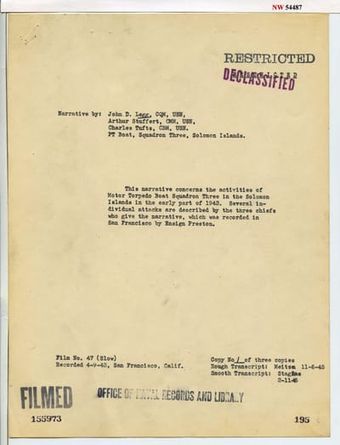 NW 54487
RESTRICTED
DECLASSIFIED
Narrative by: John D. Legg, CQM, USN,
Arthur Stuffert, CMM, USN,
Charles Tufts, CBM, USN.
PT Boat, Squadron Three, Solomon Islands.
This narrative concerns the activities of
Motor Torpedo Boat Squadron Three in the Solomon
Islands in the early part of 1943. Several in-
dividual attacks are described by the three chiefs
who give the narrative, which was recorded in
San Francisco by Ensign Preston.
Film No. 47 (Slow)
Recorded 4-9-43, San Francisco, Calif.
Copy No 1 of three copies
Rough Transcript: 11-6-43
Smooth Transcript:
FILMED
OFFICE OF NAVAL RECORDS AND LIBRARY
155973
195